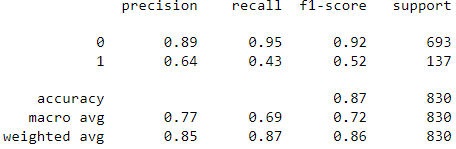 precision recall f1-score support
0 0.89 0.95 0.92 693
1 0.64 0.43 0.52 137
accuracy 0.87 830
macro avg 0.77 0.69 0.72 830
weighted avg 0.85 0.87 0.86 830